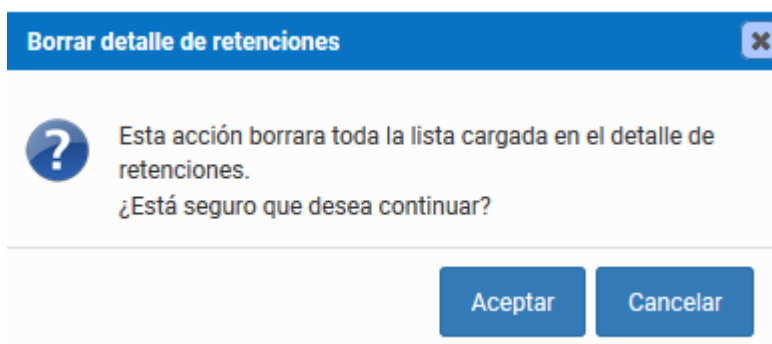 Borrar detalle de retenciones
Esta acción borrara toda la lista cargada en el detalle de
retenciones.
¿Está seguro que desea continuar?
Aceptar Cancelar